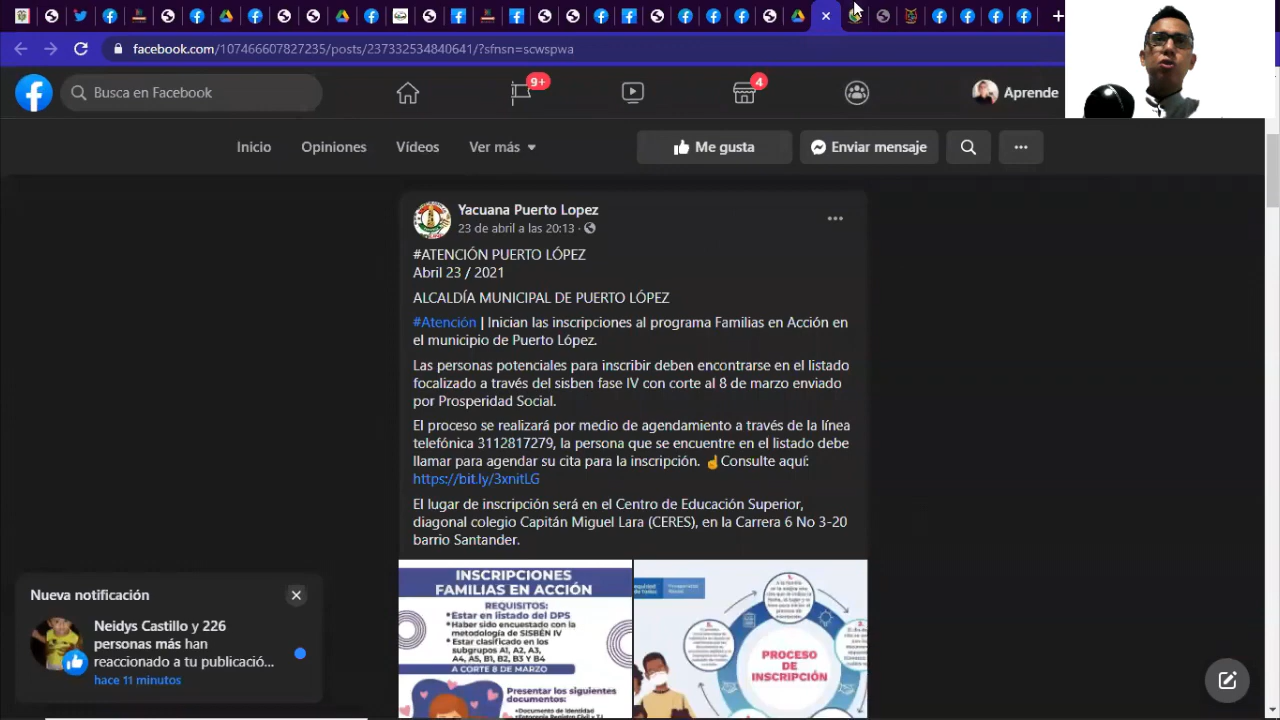 facebook.com/107466607827235/posts/237332534840641/?sfnsn=scwspwa
Busca en Facebook
9+
4
Aprende
Inicio
Opiniones
Vídeos
Ver más
Me gusta
Enviar mensaje
Yacuana Puerto Lopez
23 de abril a las 20:13 ·
#ATENCIÓN PUERTO LÓPEZ
Abril 23 / 2021
ALCALDÍA MUNICIPAL DE PUERTO LÓPEZ
#Atención | Inician las inscripciones al programa Familias en Acción en
el municipio de Puerto López.
Las personas potenciales para inscribir deben encontrarse en el listado
focalizado a través del sisben fase IV con corte al 8 de marzo enviado
por Prosperidad Social.
El proceso se realizará por medio de agendamiento a través de la línea
telefónica 3112817279, la persona que se encuentre en el listado debe
llamar para agendar su cita para la inscripción. ☝Consulte aquí:
https://bit.ly/3xnitLG
El lugar de inscripción será en el Centro de Educación Superior,
diagonal colegio Capitán Miguel Lara (CERES), en la Carrera 6 No 3-20
barrio Santander.
INSCRIPCIONES
FAMILIAS EN ACCIÓN
REQUISITOS:
*Estar en listado del DPS
*Haber sido encuestado con la
metodología de SISBÉN IV
*Estar clasificado en los
subgrupos A1, A2, A3,
A4, A5, B1, B2, B3 Y B4
A CORTE 8 DE MARZO
Presentar los siguientes
documentos:
*Documento de Identidad
PROCESO DE
INSCRIPCIÓN
Nueva notificación
Leidys Castillo y 226
personas más han
reaccionado a tu publicació...
hace 11 minutos